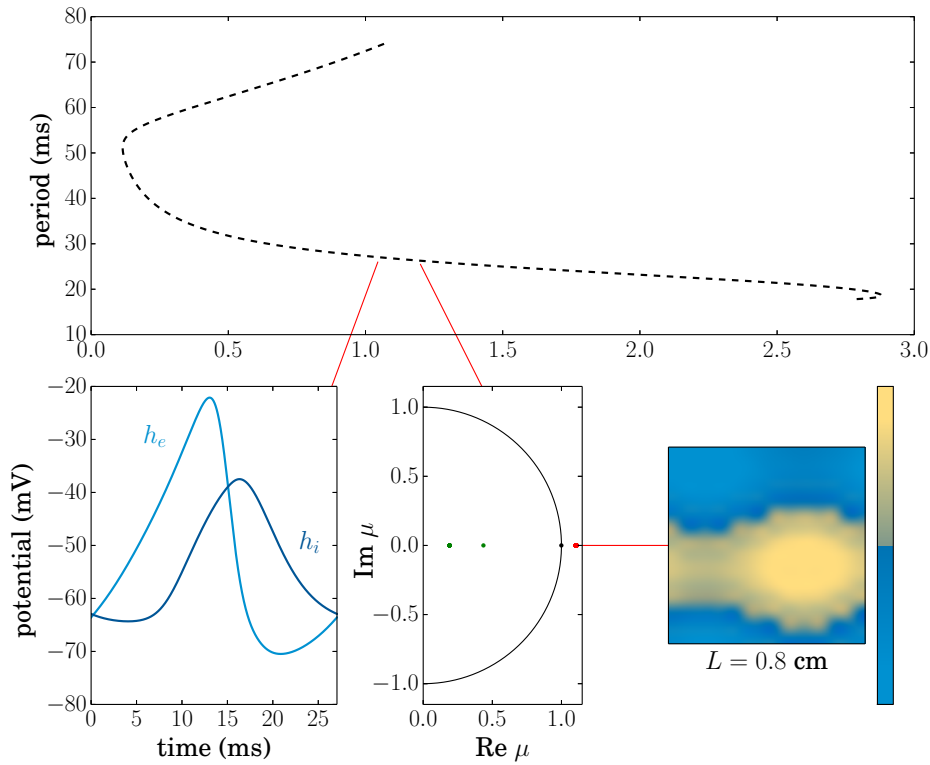 80
70
60
50
40
30
20
10
period (ms)
0.0 0.5 1.0 1.5 2.0 2.5 3.0
−20
−30
−40
−50
−60
−70
−80
potential (mV)
h_e
h_i
0 5 10 15 20 25
time (ms)
1.0
0.5
0.0
−0.5
−1.0
Im μ
0.0 0.5 1.0
Re μ
L = 0.8 cm